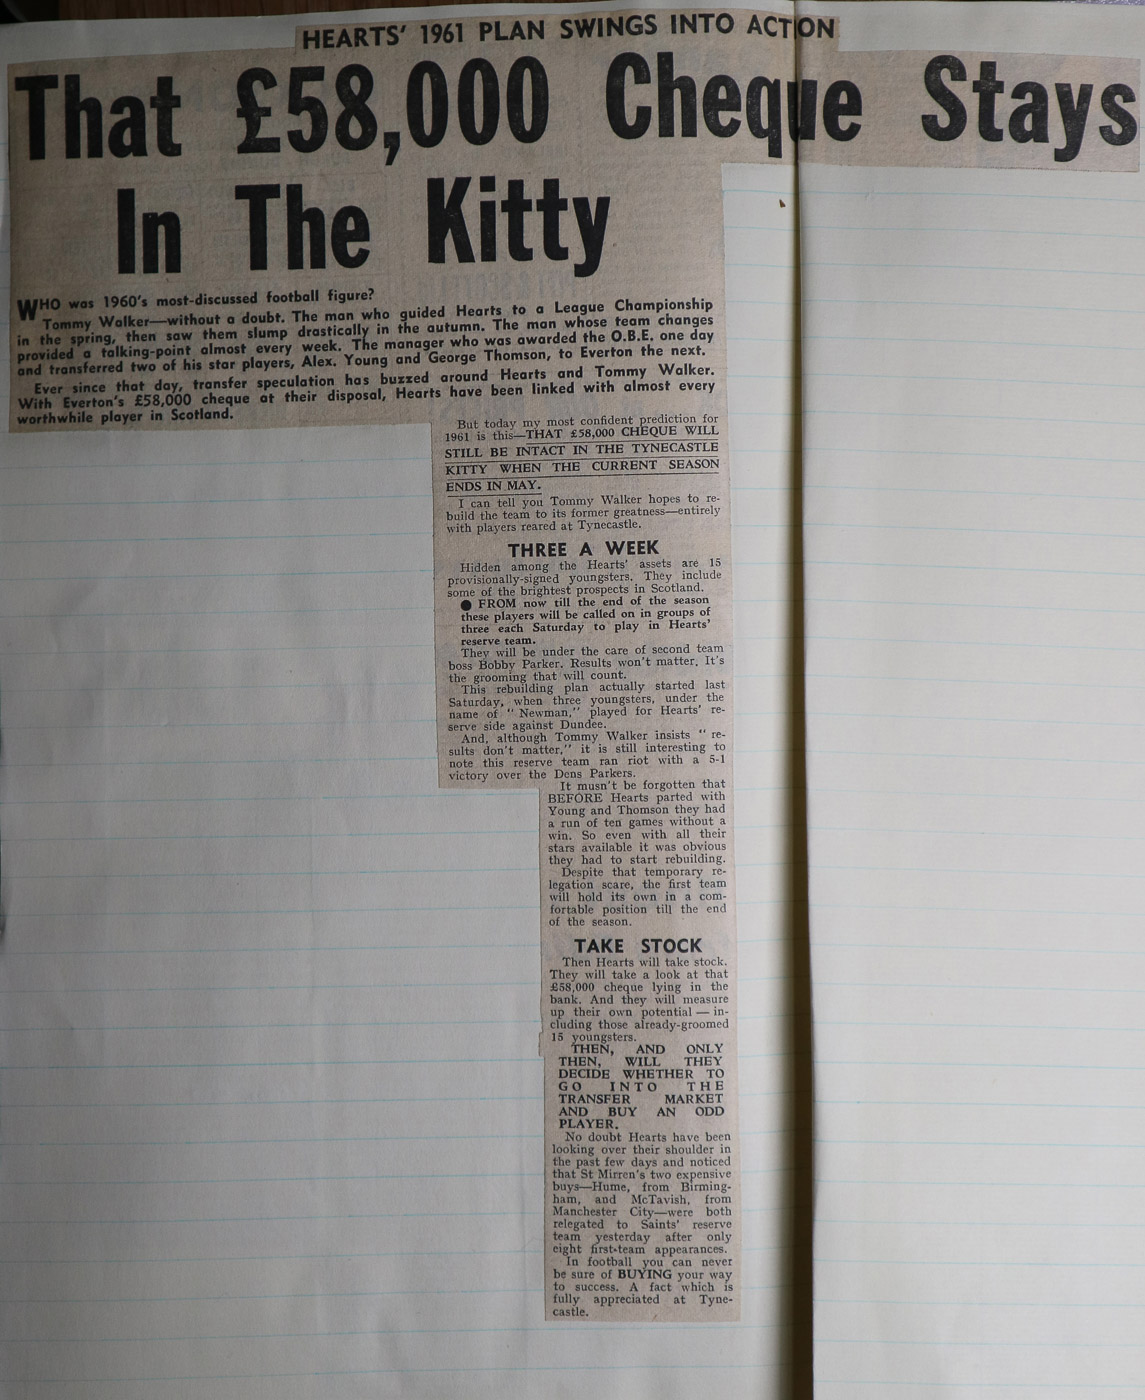 HEARTS' 1961 PLAN SWINGS INTO ACTION
That £58,000 Cheque Stays
In The Kitty
WHO was 1960's most-discussed football figure?
Tommy Walker—without a doubt. The man who guided Hearts to a League Championship
in the spring, then saw them slump drastically in the autumn. The man whose team changes
provided a talking-point almost every week. The manager who was awarded the O.B.E. one day
and transferred two of his star players, Alex. Young and George Thomson, to Everton the next.
Ever since that day, transfer speculation has buzzed around Hearts and Tommy Walker.
With Everton's £58,000 cheque at their disposal, Hearts have been linked with almost every
worthwhile player in Scotland.
But today my most confident prediction for
1961 is this—THAT £58,000 CHEQUE WILL
STILL BE INTACT IN THE TYNECASTLE
KITTY WHEN THE CURRENT SEASON
ENDS IN MAY.
I can tell you Tommy Walker hopes to re-
build the team to its former greatness—entirely
with players reared at Tynecastle.
THREE A WEEK
Hidden among the Hearts' assets are 15
provisionally-signed youngsters. They include
some of the brightest prospects in Scotland.
● FROM now till the end of the season
these players will be called on in groups of
three each Saturday to play in Hearts'
reserve team.
They will be under the care of second team
boss Bobby Parker. Results won't matter. It's
the grooming that will count.
This rebuilding plan actually started last
Saturday, when three youngsters, under the
name of " Newman," played for Hearts' re-
serve side against Dundee.
And, although Tommy Walker insists " re-
sults don't matter," it is still interesting to
note this reserve team ran riot with a 5-1
victory over the Dens Parkers.
It musn't be forgotten that
BEFORE Hearts parted with
Young and Thomson they had
a run of ten games without a
win. So even with all their
stars available it was obvious
they had to start rebuilding.
Despite that temporary re-
legation scare, the first team
will hold its own in a com-
fortable position till the end
of the season.
TAKE STOCK
Then Hearts will take stock.
They will take a look at that
£58,000 cheque lying in the
bank. And they will measure
up their own potential — in-
cluding those already-groomed
15 youngsters.
THEN, AND ONLY
THEN, WILL THEY
DECIDE WHETHER TO
GO INTO THE
TRANSFER MARKET
AND BUY AN ODD
PLAYER.
No doubt Hearts have been
looking over their shoulder in
the past few days and noticed
that St Mirren's two expensive
buys—Hume, from Birming-
ham, and McTavish, from
Manchester City—were both
relegated to Saints' reserve
team yesterday after only
eight first-team appearances.
In football you can never
be sure of BUYING your way
to success. A fact which is
fully appreciated at Tyne-
castle.